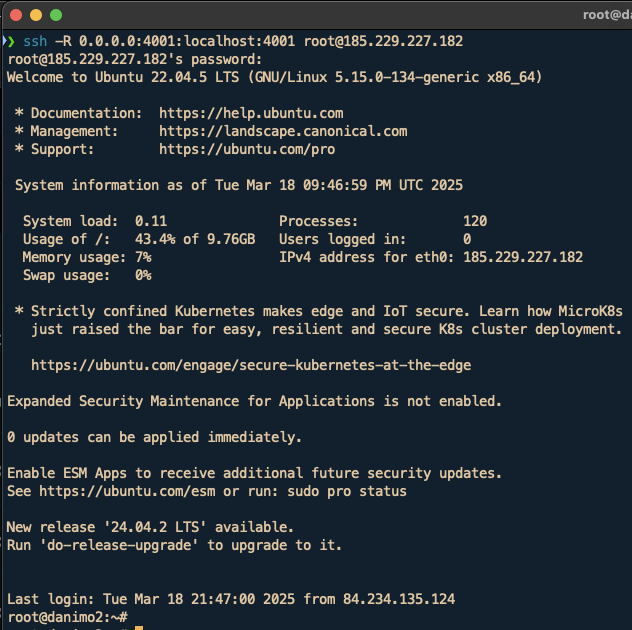 root@da
❯ ssh -R 0.0.0.0:4001:localhost:4001 root@185.229.227.182
root@185.229.227.182's password:
Welcome to Ubuntu 22.04.5 LTS (GNU/Linux 5.15.0-134-generic x86_64)
* Documentation:  https://help.ubuntu.com
* Management:     https://landscape.canonical.com
* Support:        https://ubuntu.com/pro
System information as of Tue Mar 18 09:46:59 PM UTC 2025
System load:  0.11              Processes:             120
Usage of /:   43.4% of 9.76GB   Users logged in:       0
Memory usage: 7%                IPv4 address for eth0: 185.229.227.182
Swap usage:   0%
* Strictly confined Kubernetes makes edge and IoT secure. Learn how MicroK8s
just raised the bar for easy, resilient and secure K8s cluster deployment.
https://ubuntu.com/engage/secure-kubernetes-at-the-edge
Expanded Security Maintenance for Applications is not enabled.
0 updates can be applied immediately.
Enable ESM Apps to receive additional future security updates.
See https://ubuntu.com/esm or run: sudo pro status
New release '24.04.2 LTS' available.
Run 'do-release-upgrade' to upgrade to it.
Last login: Tue Mar 18 21:47:00 2025 from 84.234.135.124
root@danimo2:~#